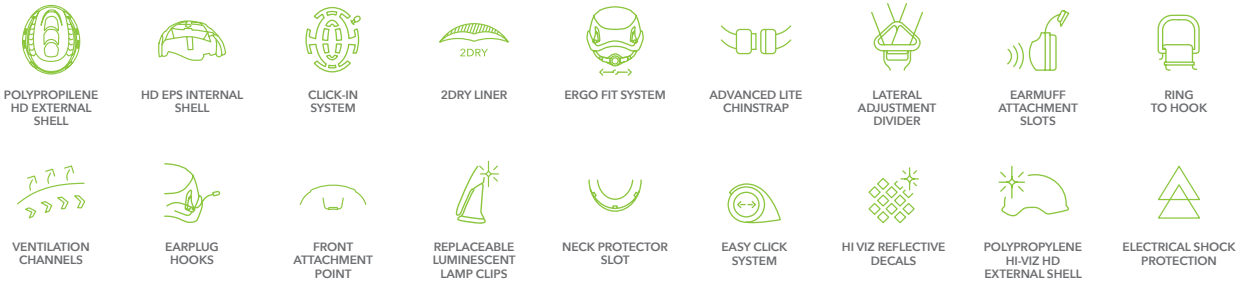 2DRY
POLYPROPILENE
HD EXTERNAL
SHELL
HD EPS INTERNAL
SHELL
CLICK-IN
SYSTEM
2DRY LINER
ERGO FIT SYSTEM
ADVANCED LITE
CHINSTRAP
LATERAL
ADJUSTMENT
DIVIDER
EARMUFF
ATTACHMENT
SLOTS
RING
TO HOOK
VENTILATION
CHANNELS
EARPLUG
HOOKS
FRONT
ATTACHMENT
POINT
REPLACEABLE
LUMINESCENT
LAMP CLIPS
NECK PROTECTOR
SLOT
EASY CLICK
SYSTEM
HI VIZ REFLECTIVE
DECALS
POLYPROPYLENE
HI-VIZ HD
EXTERNAL SHELL
ELECTRICAL SHOCK
PROTECTION